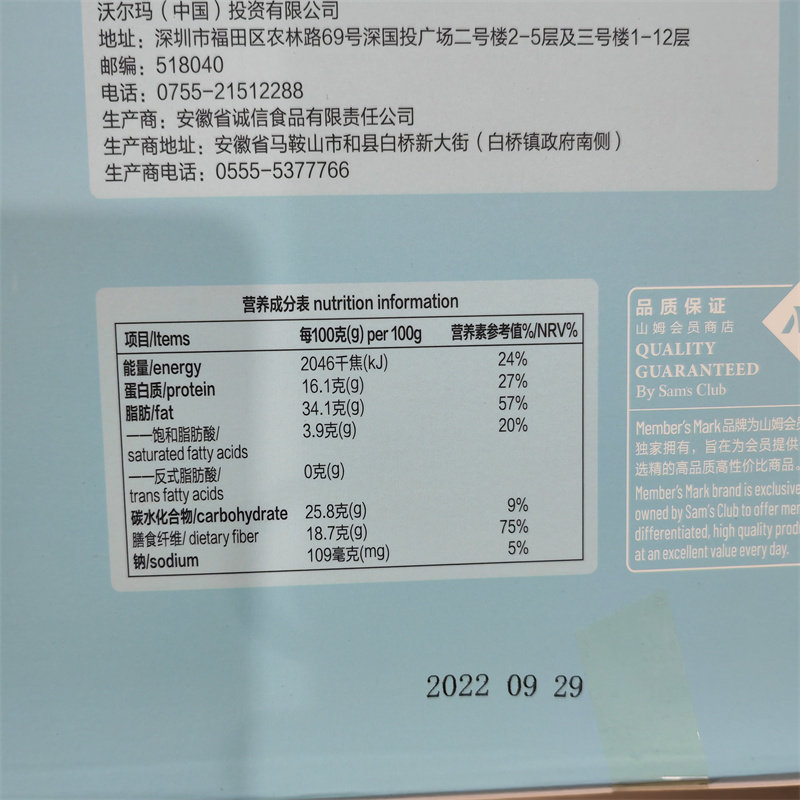 沃尔玛（中国）投资有限公司
地址：深圳市福田区农林路69号深国投广场二号楼2-5层及三号楼1-12层
邮编：518040
电话：0755-21512288
生产商：安徽省诚信食品有限责任公司
生产商地址：安徽省马鞍山市和县白桥新大街（白桥镇政府南侧）
生产商电话：0555-5377766
营养成分表 nutrition information
项目/Items 每100克(g) per 100g 营养素参考值%/NRV%
能量/energy 2046千焦(kJ) 24%
蛋白质/protein 16.1克(g) 27%
脂肪/fat 34.1克(g) 57%
——饱和脂肪酸/ 3.9克(g) 20%
saturated fatty acids
——反式脂肪酸/ 0克(g)
trans fatty acids
碳水化合物/carbohydrate 25.8克(g) 9%
膳食纤维/ dietary fiber 18.7克(g) 75%
钠/sodium 109毫克(mg) 5%
品质保证
山姆会员商店
QUALITY
GUARANTEED
By Sam's Club
Member's Mark品牌为山姆会
独家拥有，旨在为会员提供
选精的高品质高性价比商品。
Member's Mark brand is exclusive
owned by Sam's Club to offer mem
differentiated, high quality produ
at an excellent value every day.
2022 09 29